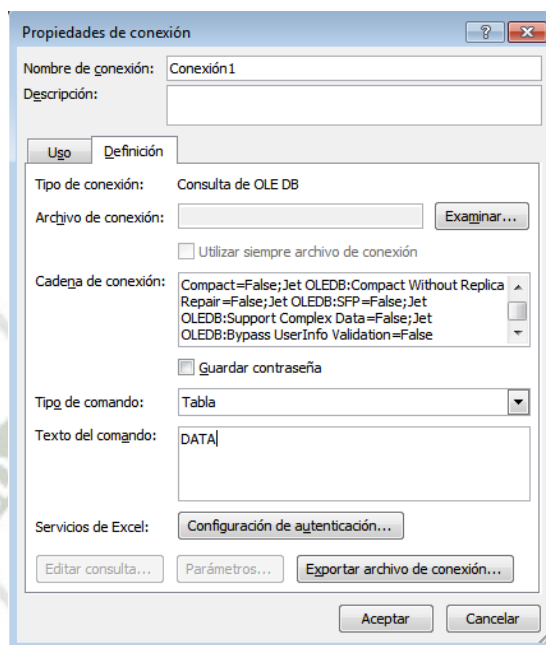 Propiedades de conexión
Nombre de conexión: Conexión1
Descripción:
Uso Definición
Tipo de conexión: Consulta de OLE DB
Archivo de conexión: Examinar...
Utilizar siempre archivo de conexión
Cadena de conexión: Compact=False;Jet OLEDB:Compact Without Replica
Repair=False;Jet OLEDB:SFP=False;Jet
OLEDB:Support Complex Data=False;Jet
OLEDB:Bypass UserInfo Validation=False
Guardar contraseña
Tipo de comando: Tabla
Texto del comando: DATA
Servicios de Excel: Configuración de autenticación...
Editar consulta... Parámetros... Exportar archivo de conexión...
Aceptar Cancelar